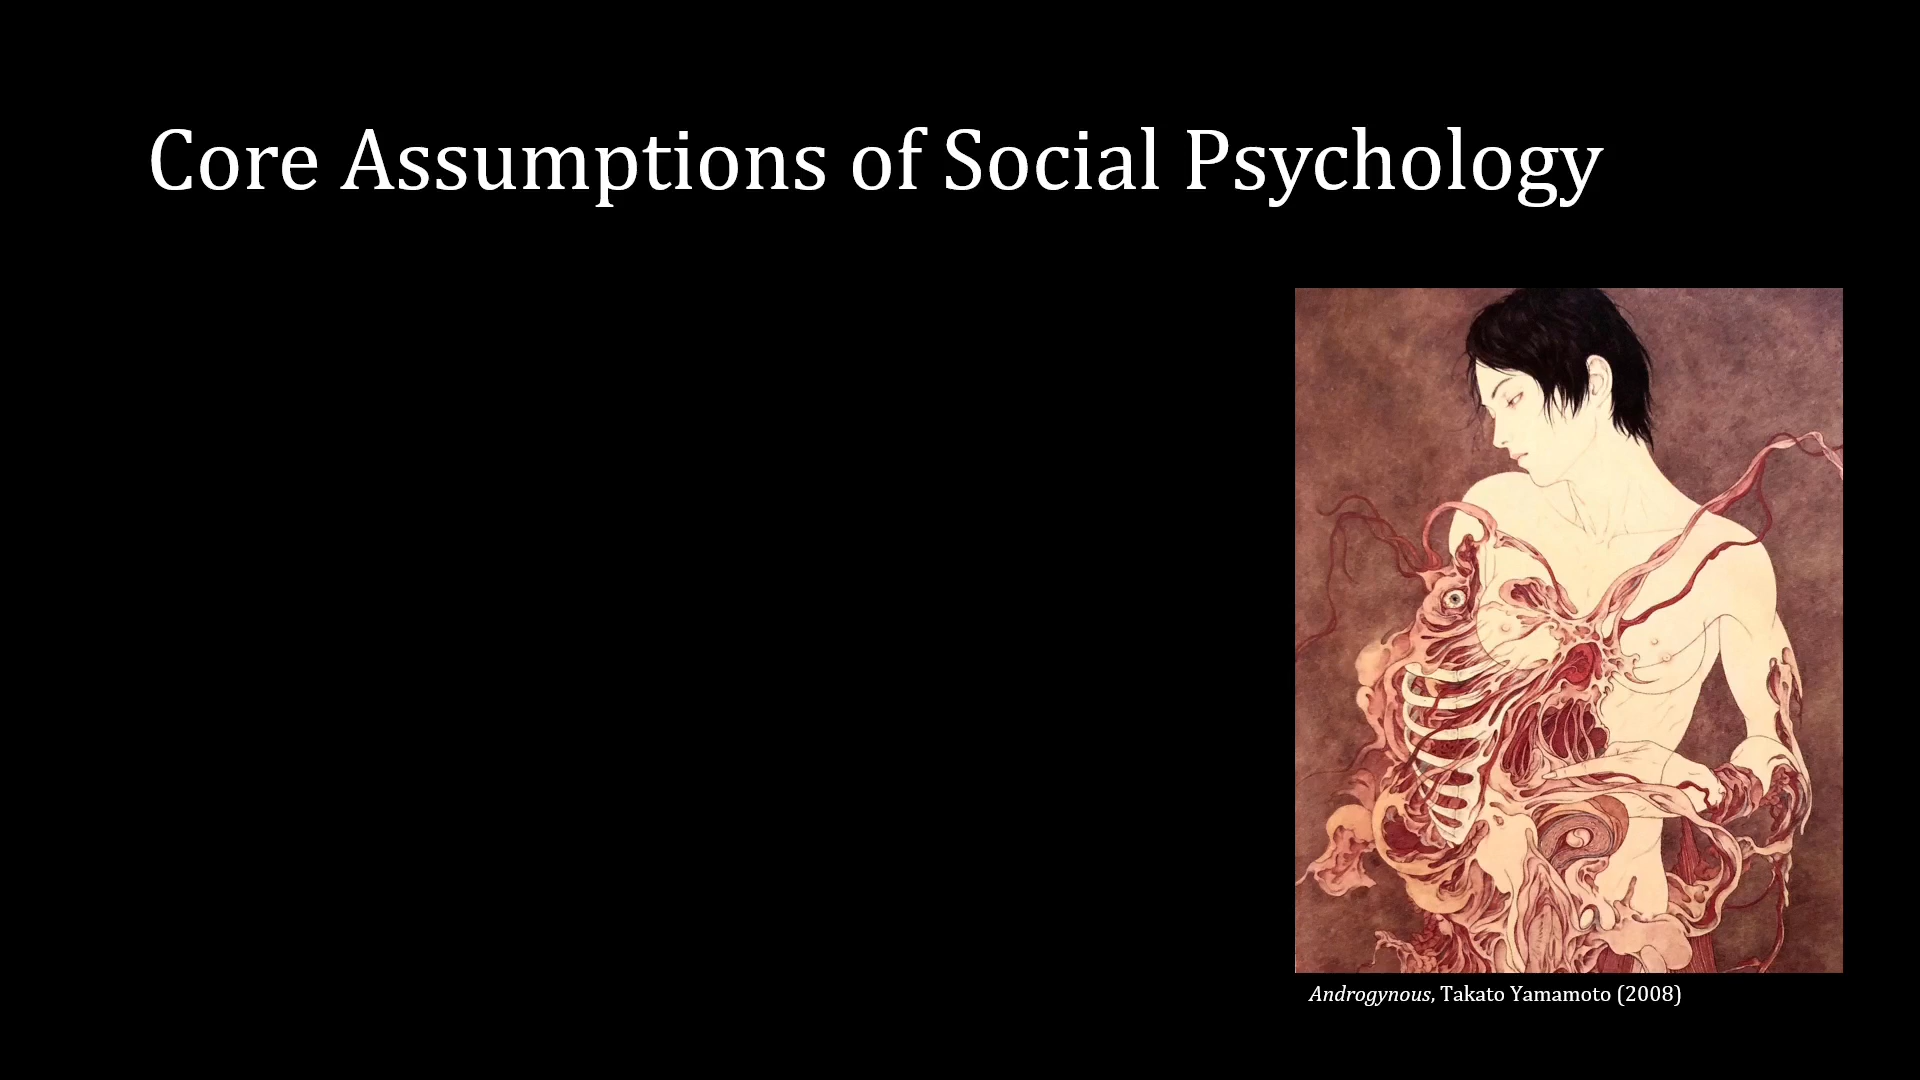 Core Assumptions of Social Psychology
Androgynous, Takato Yamamoto (2008)